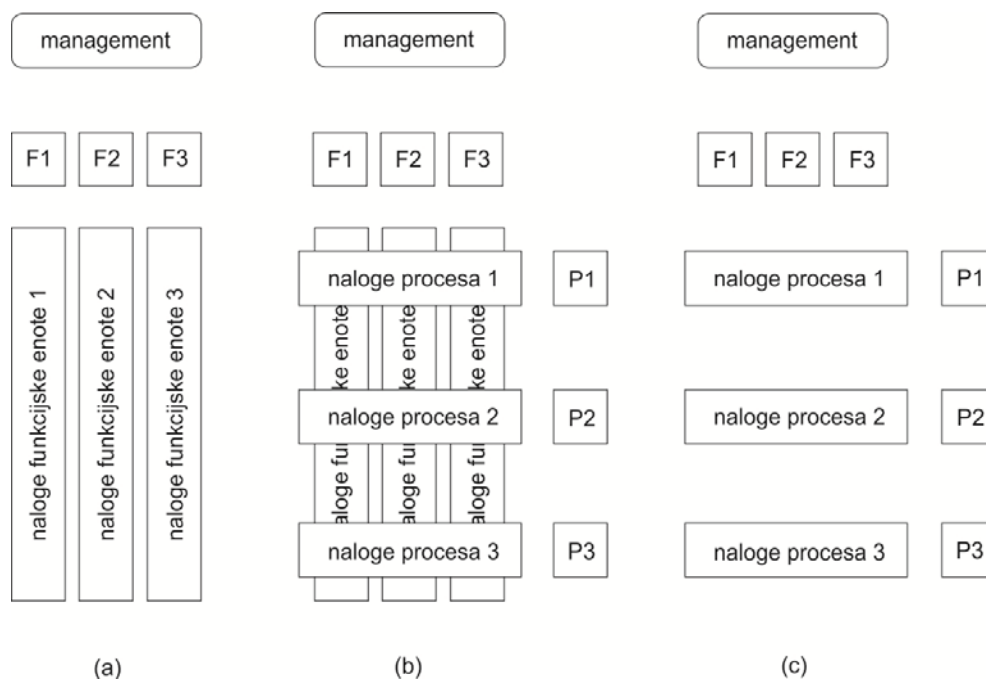 management
F1
F2
F3
naloge funkcijske enote 1
naloge funkcijske enote 2
naloge funkcijske enote 3
(a)
management
F1
F2
F3
naloge procesa 1
P1
naloge procesa 2
P2
naloge procesa 3
P3
(b)
management
F1
F2
F3
naloge procesa 1
P1
naloge procesa 2
P2
naloge procesa 3
P3
(c)